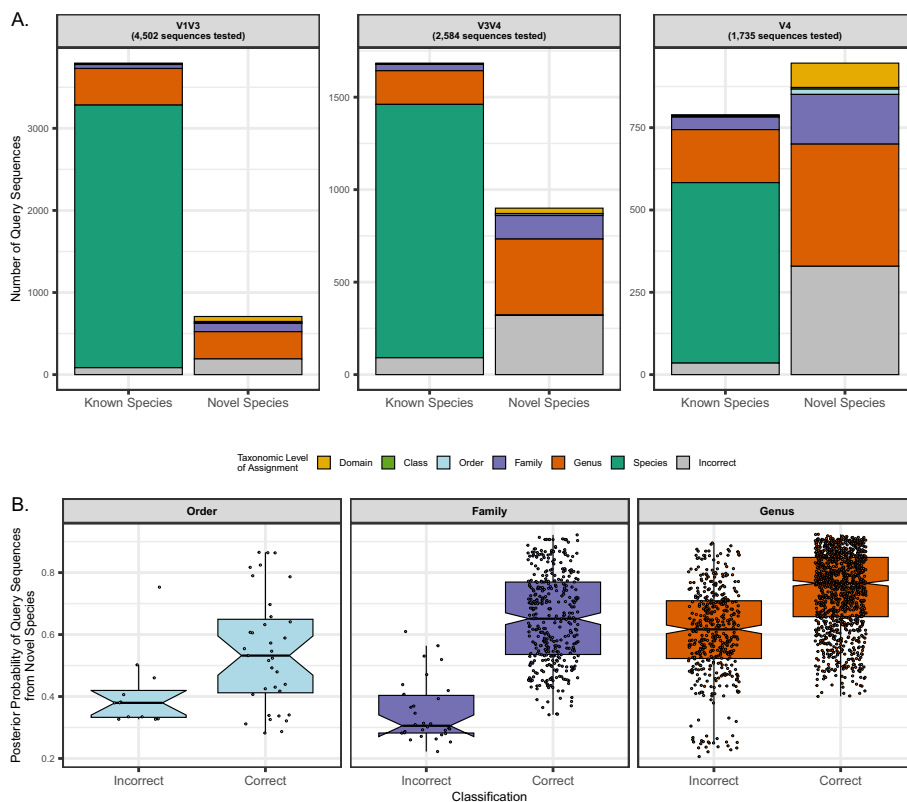 A.
V1V3
(4,502 sequences tested)
V3V4
(2,584 sequences tested)
V4
(1,735 sequences tested)
Number of Query Sequences
3000
2000
1000
0
1500
1000
500
0
750
500
250
0
Known Species
Novel Species
Known Species
Novel Species
Known Species
Novel Species
Taxonomic Level
of Assignment
Domain
Class
Order
Family
Genus
Species
Incorrect
B.
Order
Family
Genus
Posterior Probability of Query Sequences
from Novel Species
0.8
0.6
0.4
0.2
Incorrect
Correct
Incorrect
Correct
Incorrect
Correct
Classification